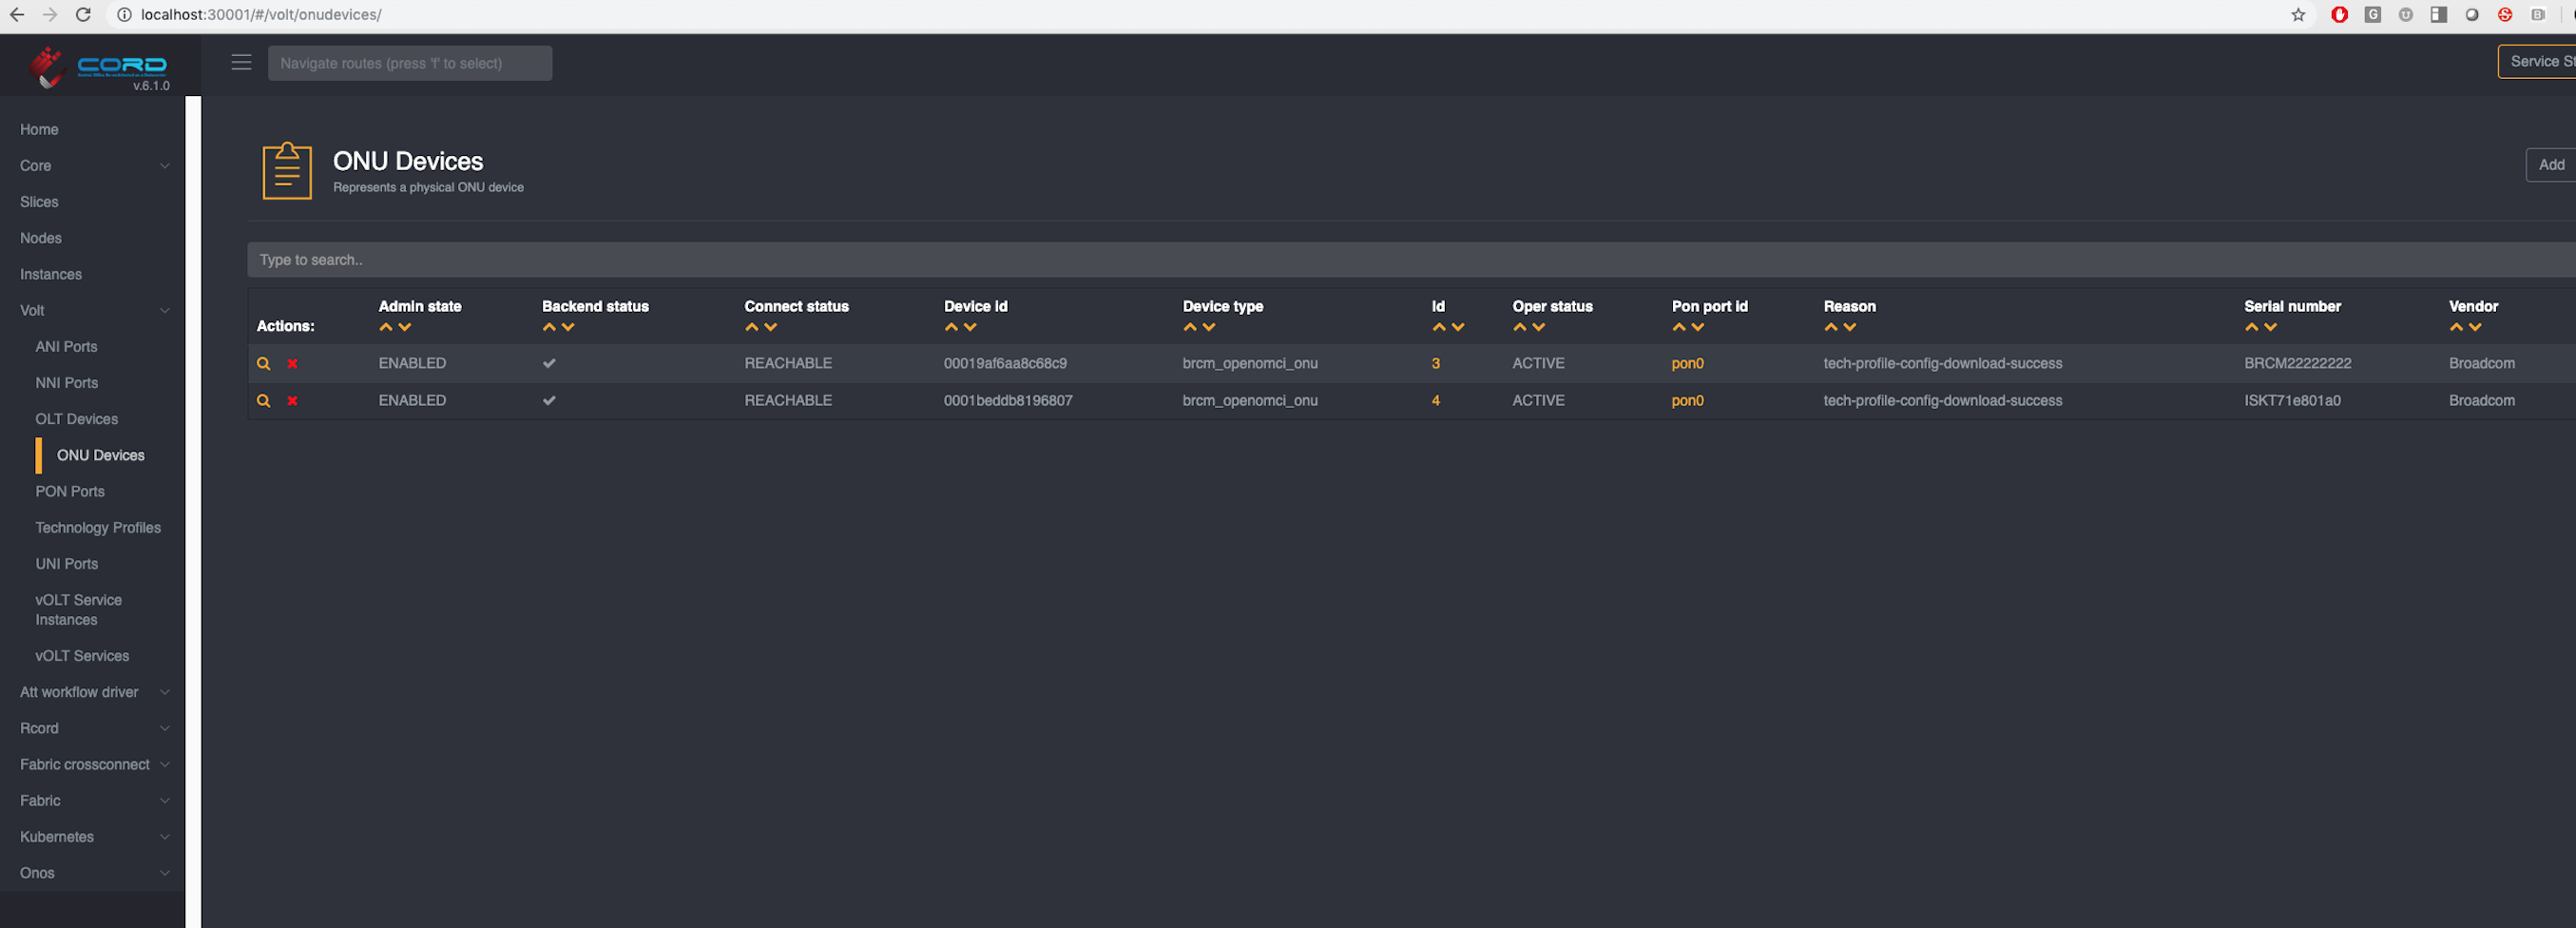 localhost:30001/#/volt/onudevices/
CORD
v.6.1.0
Navigate routes (press 'f' to select)
Service St
Home
Core
Slices
Nodes
Instances
Volt
ANI Ports
NNI Ports
OLT Devices
ONU Devices
PON Ports
Technology Profiles
UNI Ports
vOLT Service
Instances
vOLT Services
Att workflow driver
Rcord
Fabric crossconnect
Fabric
Kubernetes
Onos
ONU Devices
Represents a physical ONU device
Add
Type to search..
Actions: Admin state Backend status Connect status Device id Device type Id Oper status Pon port id Reason Serial number Vendor
ENABLED REACHABLE 00019af6aa8c68c9 brcm_openomci_onu 3 ACTIVE pon0 tech-profile-config-download-success BRCM22222222 Broadcom
ENABLED REACHABLE 0001beddb8196807 brcm_openomci_onu 4 ACTIVE pon0 tech-profile-config-download-success ISKT71e801a0 Broadcom